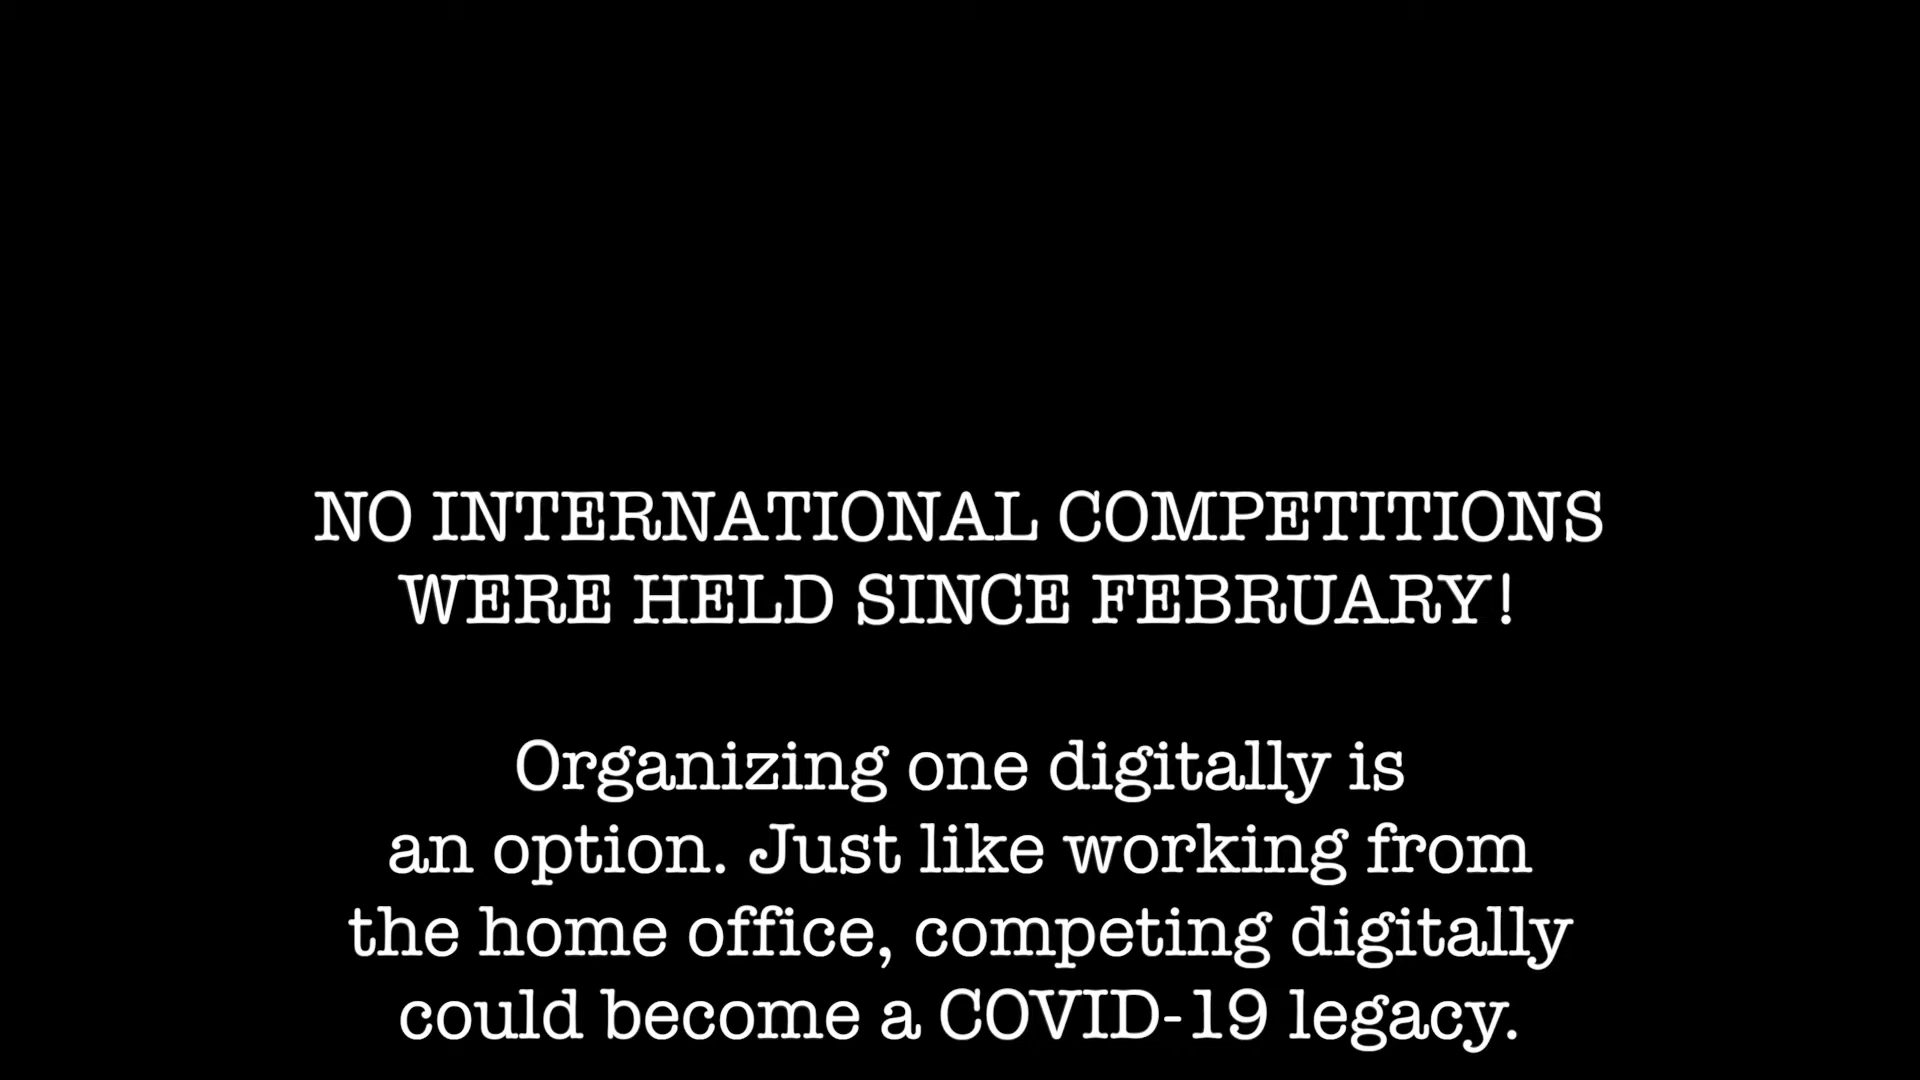 NO INTERNATIONAL COMPETITIONS
WERE HELD SINCE FEBRUARY!
Organizing one digitally is
an option. Just like working from
the home office, competing digitally
could become a COVID-19 legacy.